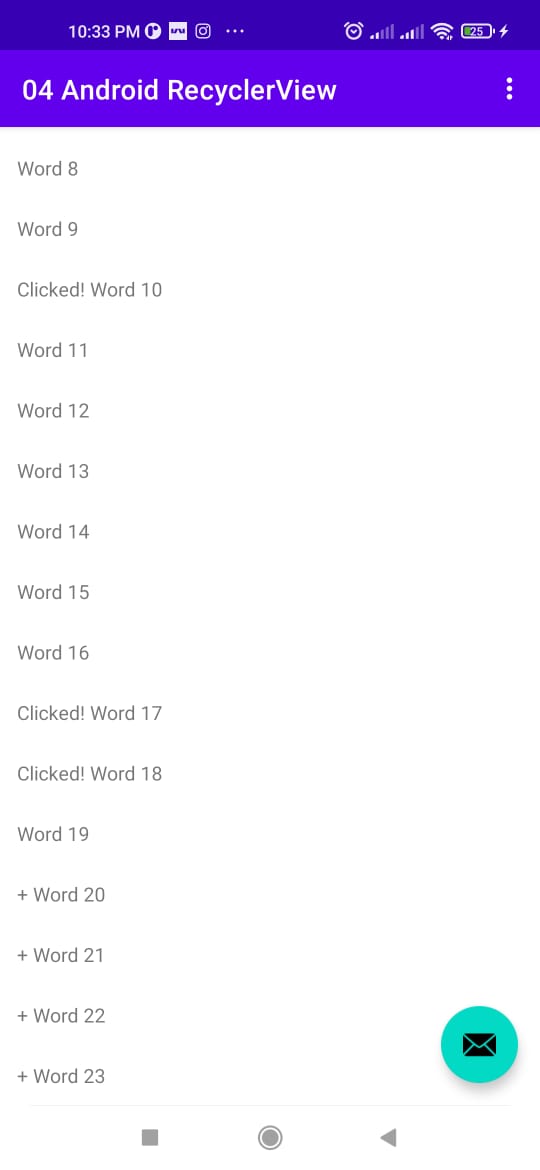 10:33 PM
25
04 Android RecyclerView
Word 8
Word 9
Clicked! Word 10
Word 11
Word 12
Word 13
Word 14
Word 15
Word 16
Clicked! Word 17
Clicked! Word 18
Word 19
+ Word 20
+ Word 21
+ Word 22
+ Word 23